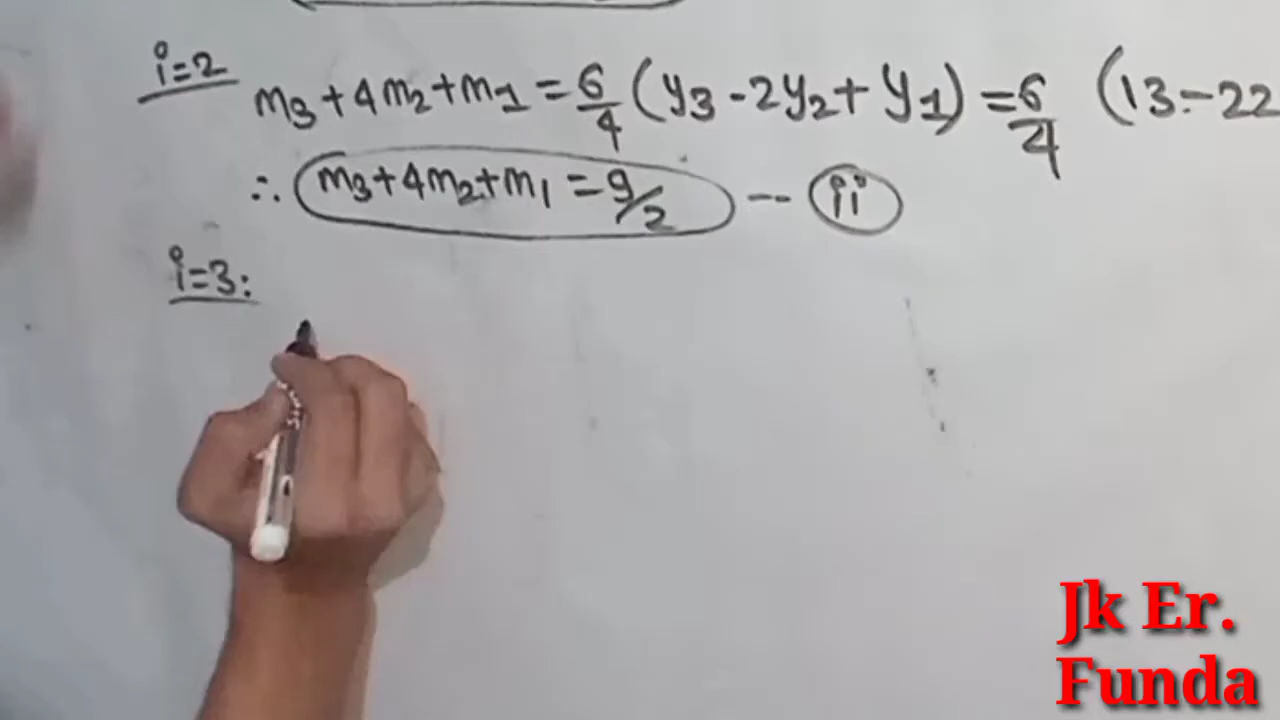 i=2
m3+4m2+m1=6/4(y3-2y2+y1)=6/4(13-22
∴ m3+4m2+m1=9/2 -- ii
i=3:
Jk Er.
Funda